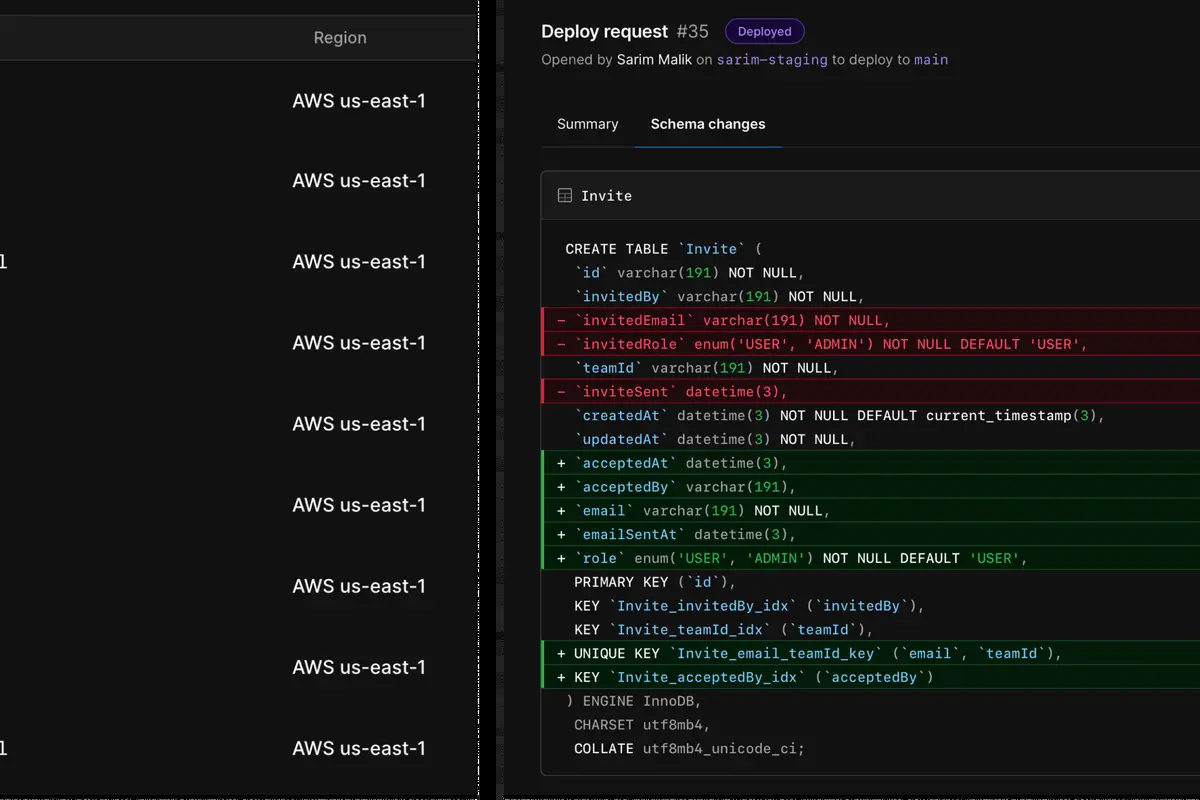 Region
AWS us-east-1
AWS us-east-1
l
AWS us-east-1
AWS us-east-1
AWS us-east-1
AWS us-east-1
AWS us-east-1
AWS us-east-1
l
AWS us-east-1
Deploy request #35 Deployed
Opened by Sarim Malik on sarim-staging to deploy to main
Summary Schema changes
Invite
CREATE TABLE `Invite` (
`id` varchar(191) NOT NULL,
`invitedBy` varchar(191) NOT NULL,
- `invitedEmail` varchar(191) NOT NULL,
- `invitedRole` enum('USER', 'ADMIN') NOT NULL DEFAULT 'USER',
`teamId` varchar(191) NOT NULL,
- `inviteSent` datetime(3),
`createdAt` datetime(3) NOT NULL DEFAULT current_timestamp(3),
`updatedAt` datetime(3) NOT NULL,
+ `acceptedAt` datetime(3),
+ `acceptedBy` varchar(191),
+ `email` varchar(191) NOT NULL,
+ `emailSentAt` datetime(3),
+ `role` enum('USER', 'ADMIN') NOT NULL DEFAULT 'USER',
PRIMARY KEY (`id`),
KEY `Invite_invitedBy_idx` (`invitedBy`),
KEY `Invite_teamId_idx` (`teamId`),
+ UNIQUE KEY `Invite_email_teamId_key` (`email`, `teamId`),
+ KEY `Invite_acceptedBy_idx` (`acceptedBy`)
) ENGINE InnoDB,
CHARSET utf8mb4,
COLLATE utf8mb4_unicode_ci;